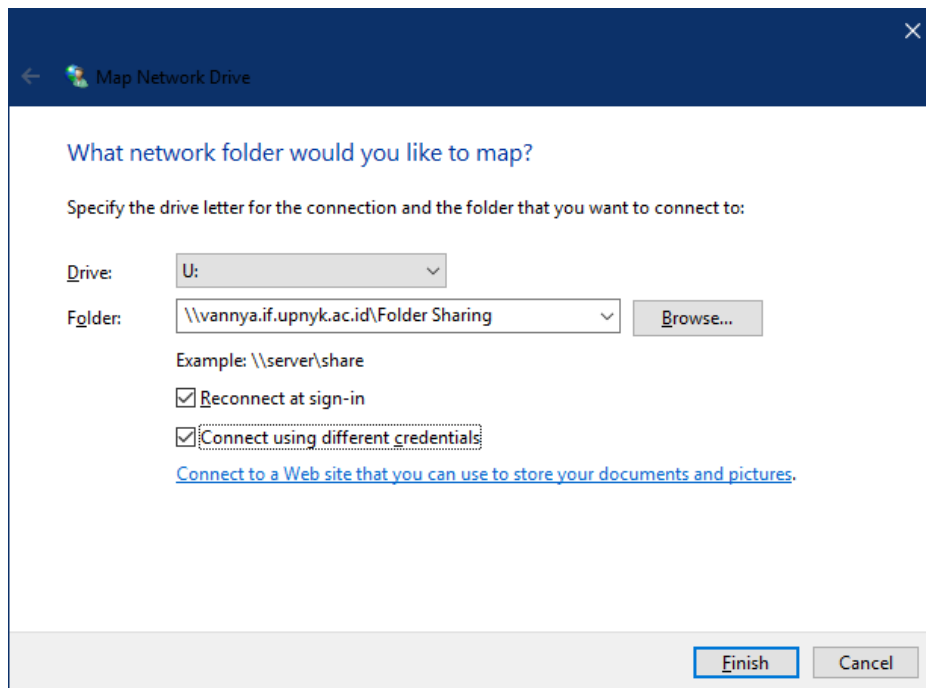 Map Network Drive
What network folder would you like to map?
Specify the drive letter for the connection and the folder that you want to connect to:
Drive: U:
Folder: \\vannya.if.upnyk.ac.id\Folder Sharing Browse...
Example: \\server\share
Reconnect at sign-in
Connect using different credentials
Connect to a Web site that you can use to store your documents and pictures.
Finish Cancel